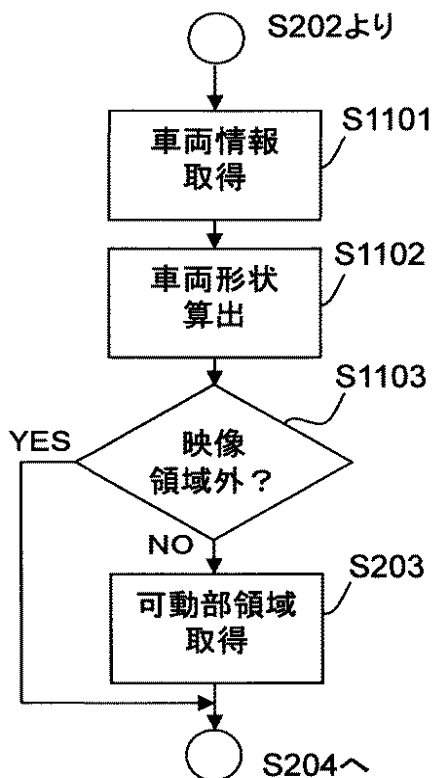 S202より
車両情報
取得
S1101
車両形状
算出
S1102
映像
領域外？
S1103
YES
NO
可動部領域
取得
S203
S204へ